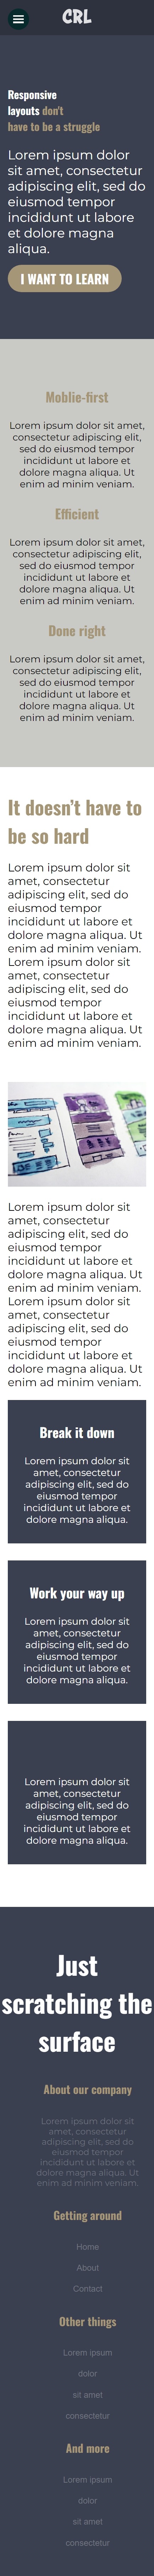 CRL
Responsive
layouts don't
have to be a struggle
Lorem ipsum dolor
sit amet, consectetur
adipiscing elit, sed do
eiusmod tempor
incididunt ut labore
et dolore magna
aliqua.
I WANT TO LEARN
Moblie-first
Lorem ipsum dolor sit amet,
consectetur adipiscing elit,
sed do eiusmod tempor
incididunt ut labore et
dolore magna aliqua. Ut
enim ad minim veniam.
Efficient
Lorem ipsum dolor sit amet,
consectetur adipiscing elit,
sed do eiusmod tempor
incididunt ut labore et
dolore magna aliqua. Ut
enim ad minim veniam.
Done right
Lorem ipsum dolor sit amet,
consectetur adipiscing elit,
sed do eiusmod tempor
incididunt ut labore et
dolore magna aliqua. Ut
enim ad minim veniam.
It doesn't have to
be so hard
Lorem ipsum dolor sit
amet, consectetur
adipiscing elit, sed do
eiusmod tempor
incididunt ut labore et
dolore magna aliqua. Ut
enim ad minim veniam.
Lorem ipsum dolor sit
amet, consectetur
adipiscing elit, sed do
eiusmod tempor
incididunt ut labore et
dolore magna aliqua. Ut
enim ad minim veniam.
Lorem ipsum dolor sit
amet, consectetur
adipiscing elit, sed do
eiusmod tempor
incididunt ut labore et
dolore magna aliqua. Ut
enim ad minim veniam.
Lorem ipsum dolor sit
amet, consectetur
adipiscing elit, sed do
eiusmod tempor
incididunt ut labore et
dolore magna aliqua. Ut
enim ad minim veniam.
Break it down
Lorem ipsum dolor sit
amet, consectetur
adipiscing elit, sed do
eiusmod tempor
incididunt ut labore et
dolore magna aliqua.
Work your way up
Lorem ipsum dolor sit
amet, consectetur
adipiscing elit, sed do
eiusmod tempor
incididunt ut labore et
dolore magna aliqua.
Lorem ipsum dolor sit
amet, consectetur
adipiscing elit, sed do
eiusmod tempor
incididunt ut labore et
dolore magna aliqua.
Just
scratching the
surface
About our company
Lorem ipsum dolor sit
amet, consectetur
adipiscing elit, sed do
eiusmod tempor
incididunt ut labore et
dolore magna aliqua. Ut
enim ad minim veniam.
Getting around
Home
About
Contact
Other things
Lorem ipsum
dolor
sit amet
consectetur
And more
Lorem ipsum
dolor
sit amet
consectetur